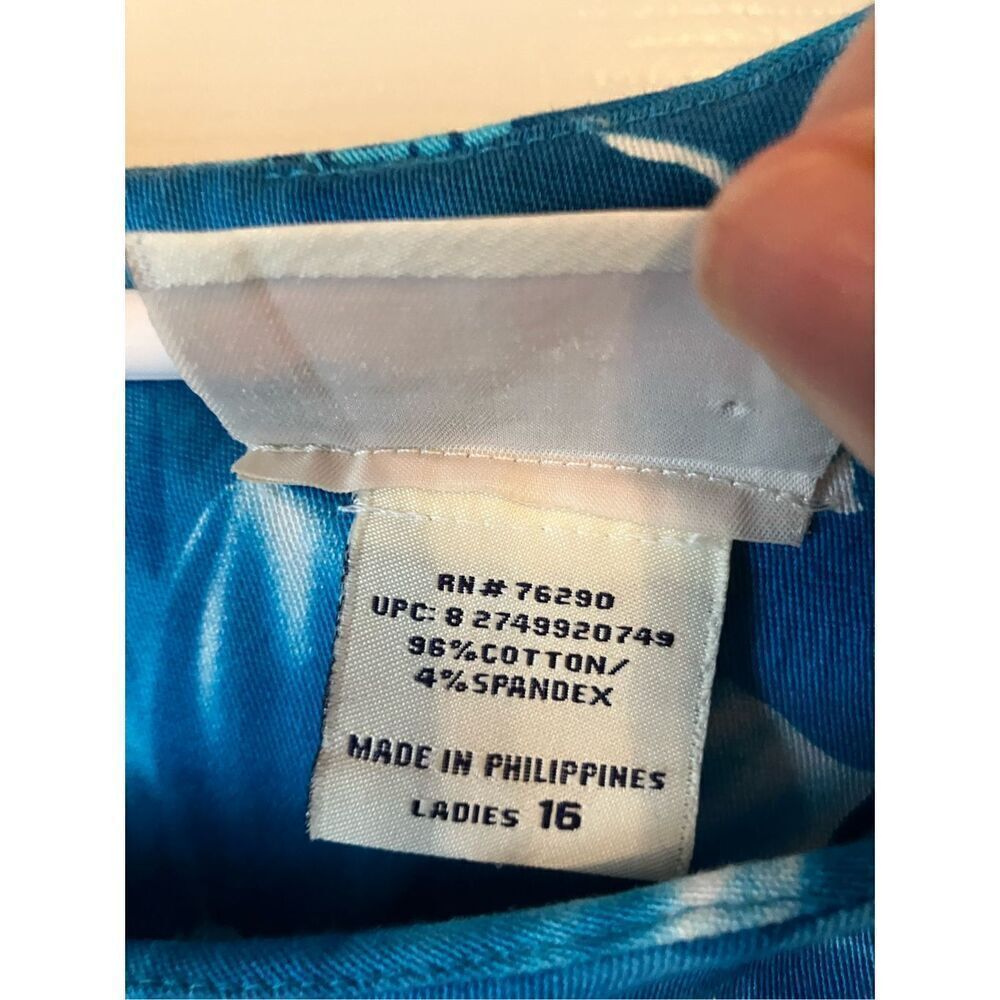 RN# 76290
UPC: 8 2749920749
96%COTTON/
4%SPANDEX
MADE IN PHILIPPINES
LADIES 16